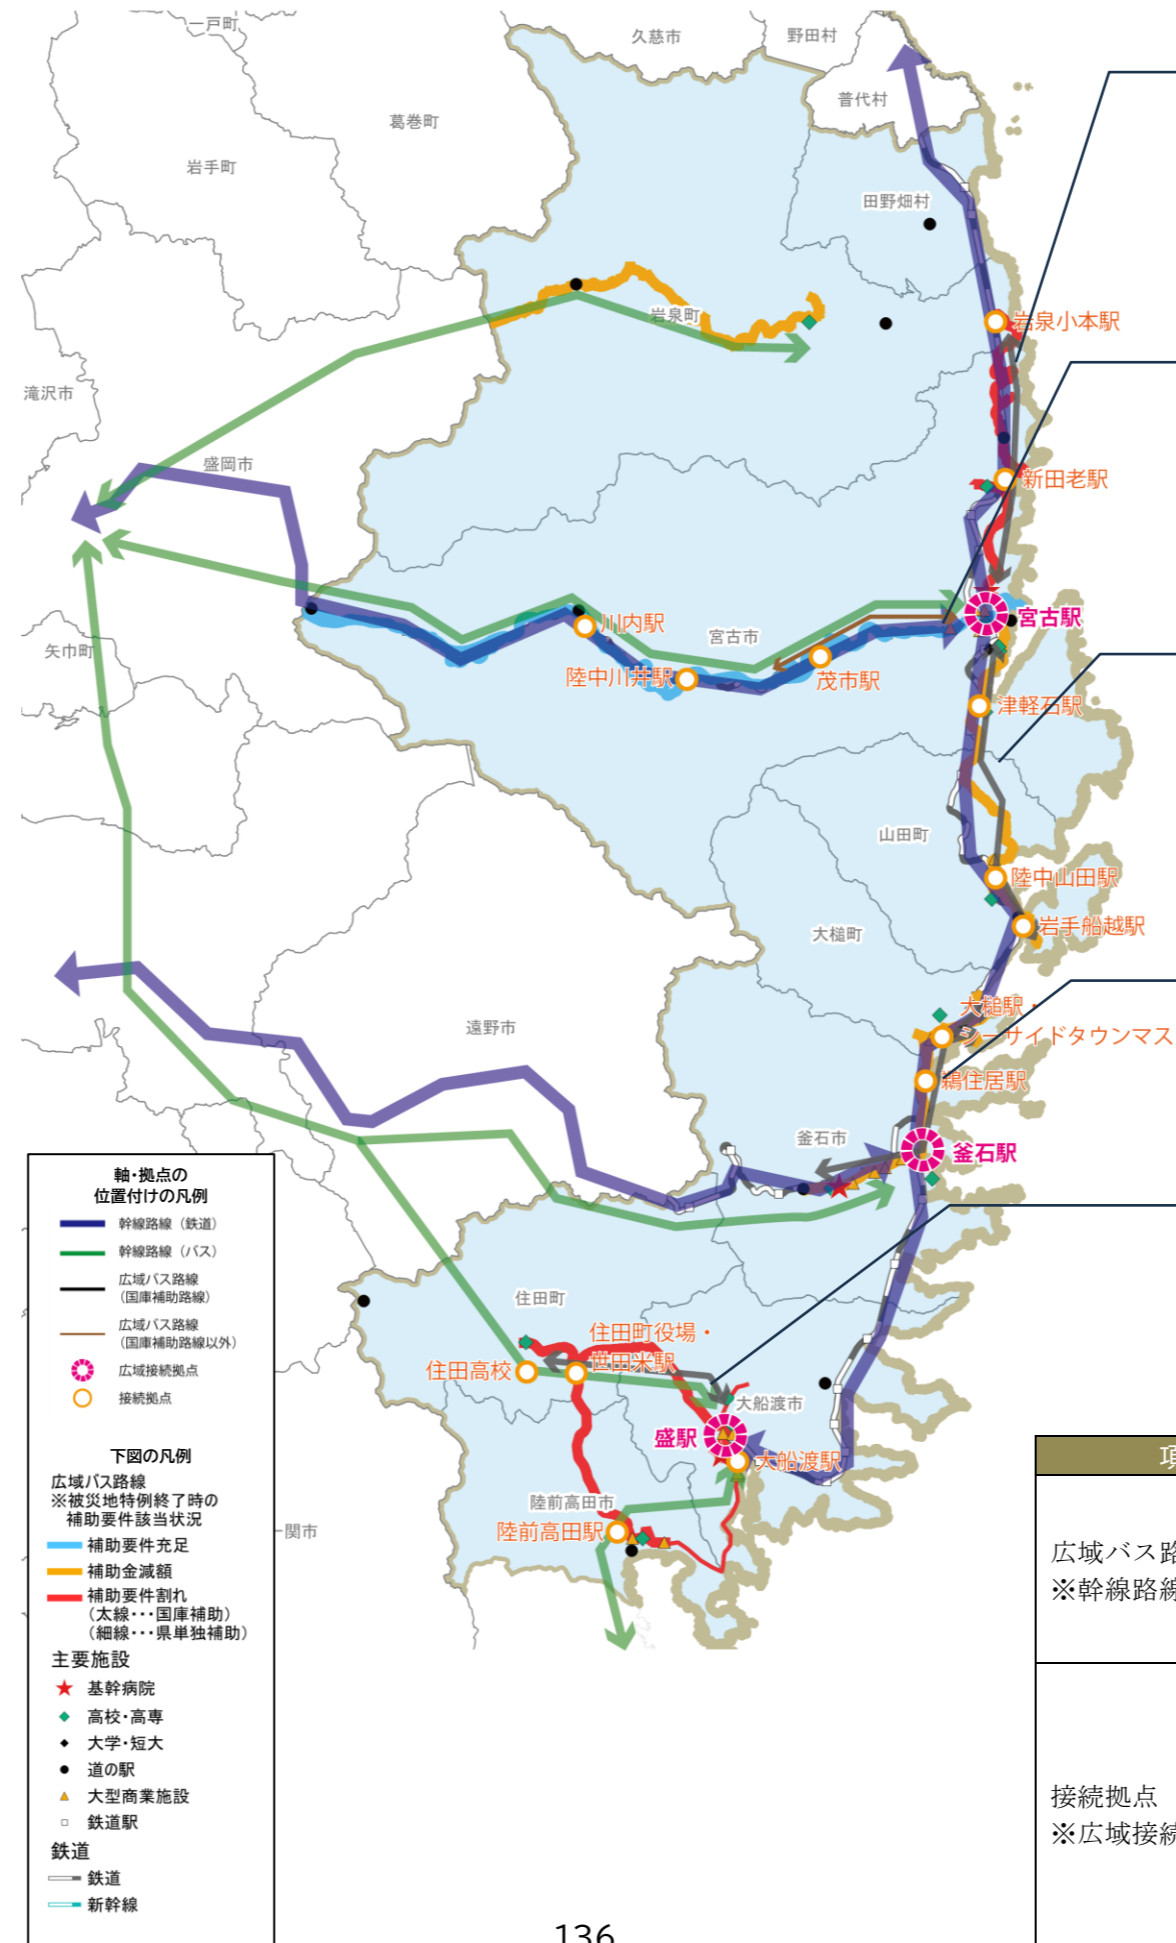 一戸町
久慈市
野田村
普代村
葛巻町
岩手町
田野畑村
岩泉町
岩泉小本駅
滝沢市
盛岡市
新田老駅
川内駅
宮古市
宮古駅
矢巾町
陸中川井駅
茂市駅
津軽石駅
山田町
陸中山田駅
岩手船越駅
大槌町
大槌駅・
シーサイドタウンマスト
遠野市
鵜住居駅
釜石市
釜石駅
住田町
住田町役場・
世田米駅
住田高校
大船渡市
盛駅
大船渡駅
陸前高田市
陸前高田駅
一関市
軸・拠点の
位置付けの凡例
幹線路線（鉄道）
幹線路線（バス）
広域バス路線
（国庫補助路線）
広域バス路線
（国庫補助路線以外）
広域接続拠点
接続拠点
下図の凡例
広域バス路線
※被災地特例終了時の
補助要件該当状況
補助要件充足
補助金減額
補助要件割れ
（太線･･･国庫補助）
（細線･･･県単独補助）
主要施設
基幹病院
高校・高専
大学・短大
道の駅
大型商業施設
鉄道駅
鉄道
鉄道
新幹線
項
広域バス路
※幹線路線
接続拠点
※広域接続
136